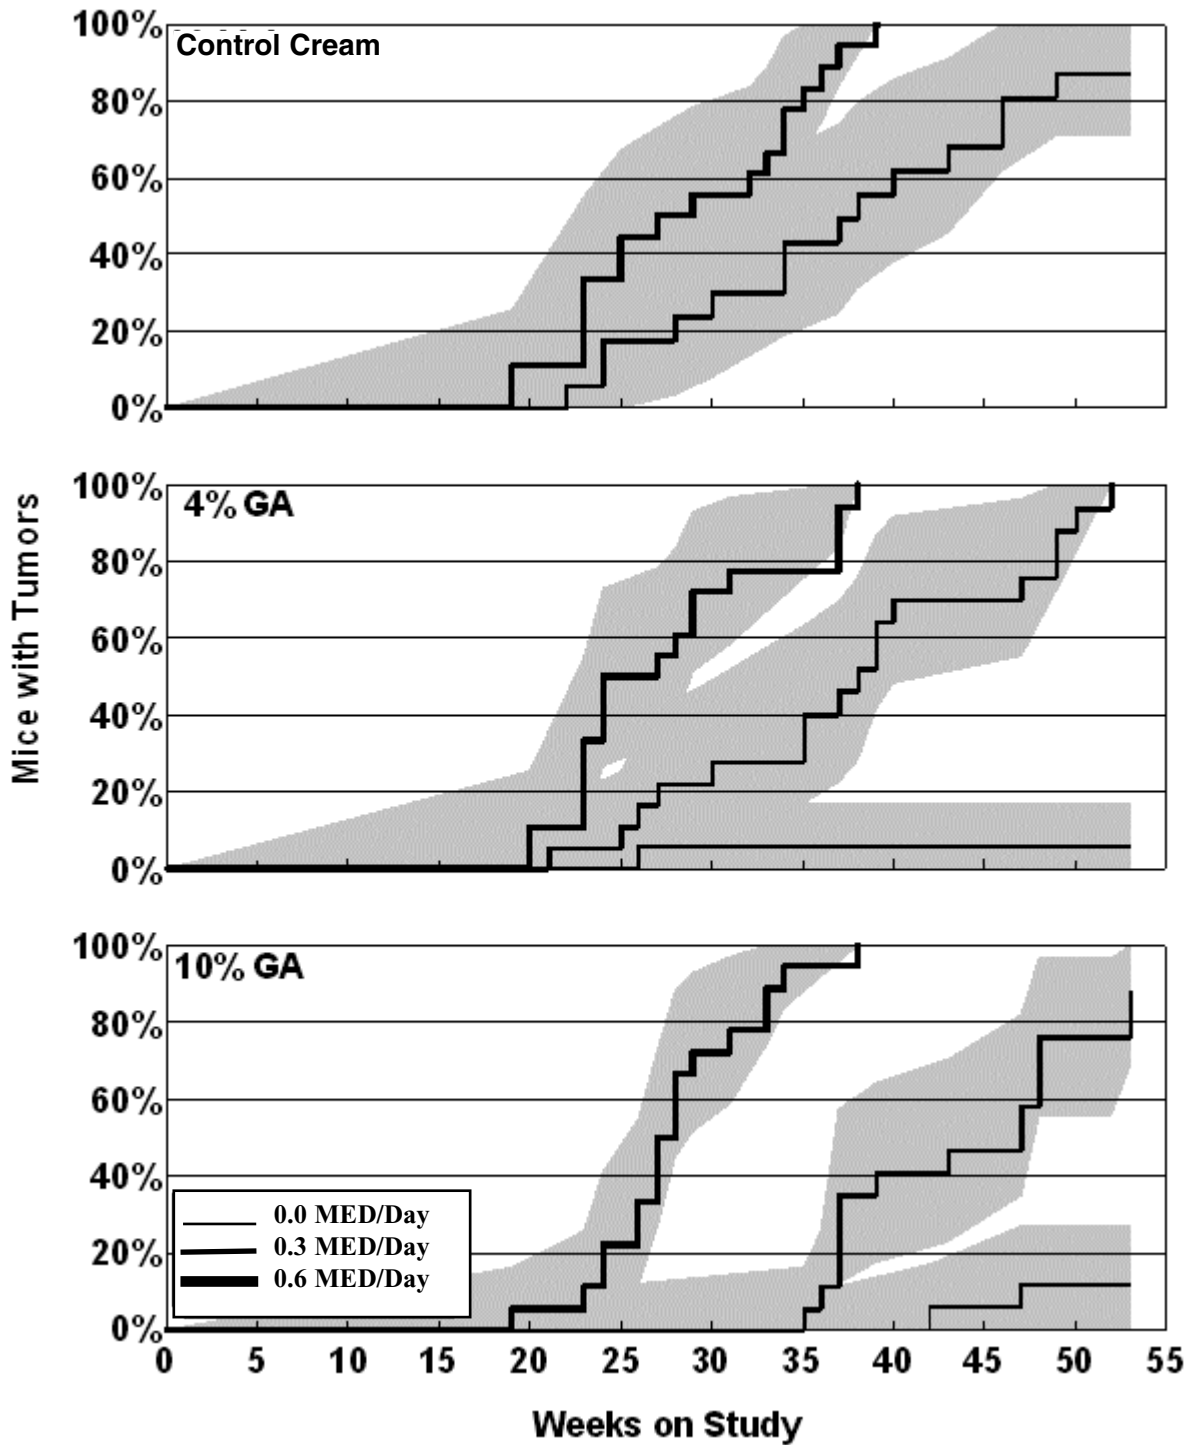 100%
Control Cream
80%
60%
40%
20%
0%
Mice with Tumors
100%
4% GA
80%
60%
40%
20%
0%
100%
10% GA
80%
60%
40%
0.0 MED/Day
0.3 MED/Day
20%
0.6 MED/Day
0%
0 5 10 15 20 25 30 35 40 45 50 55
Weeks on Study